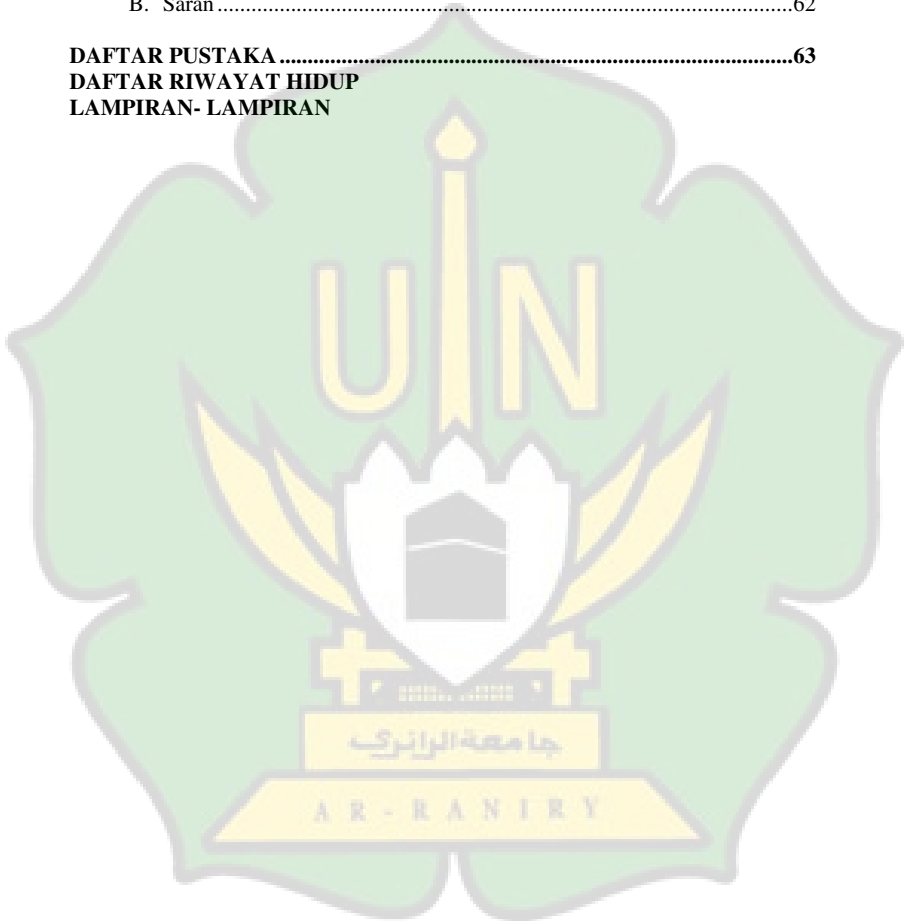 B. Saran ....................................................................................................62
DAFTAR PUSTAKA ..........................................................................................63
DAFTAR RIWAYAT HIDUP
LAMPIRAN- LAMPIRAN
U N
جامعة الرانري
AR-RANIRY